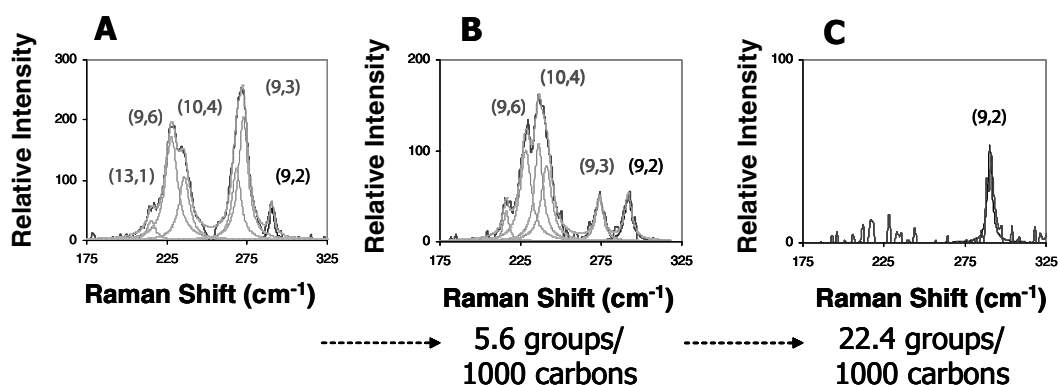 A
Relative Intensity
300
200
100
0
(9,3)
(10,4)
(9,6)
(13,1)
(9,2)
175
225
275
325
Raman Shift (cm-1)
B
Relative Intensity
200
100
0
(10,4)
(9,6)
(9,3)
(9,2)
175
225
275
325
Raman Shift (cm-1)
5.6 groups/
1000 carbons
C
Relative Intensity
100
0
(9,2)
175
225
275
325
Raman Shift (cm-1)
22.4 groups/
1000 carbons